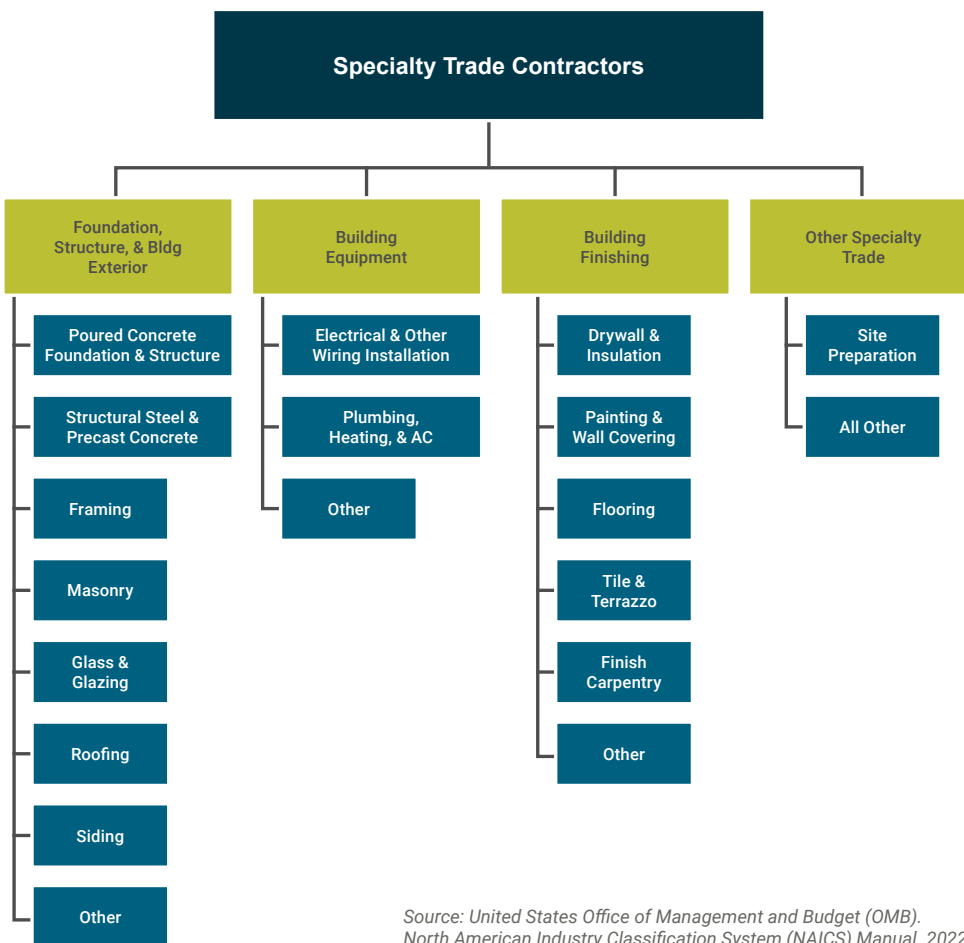 Specialty Trade Contractors
Foundation,
Structure, & Bldg
Exterior
Poured Concrete
Foundation & Structure
Structural Steel &
Precast Concrete
Framing
Masonry
Glass &
Glazing
Roofing
Siding
Other
Building
Equipment
Electrical & Other
Wiring Installation
Plumbing,
Heating, & AC
Other
Building
Finishing
Drywall &
Insulation
Painting &
Wall Covering
Flooring
Tile &
Terrazzo
Finish
Carpentry
Other
Other Specialty
Trade
Site
Preparation
All Other
Source: United States Office of Management and Budget (OMB).
North American Industry Classification System (NAICS) Manual, 2022